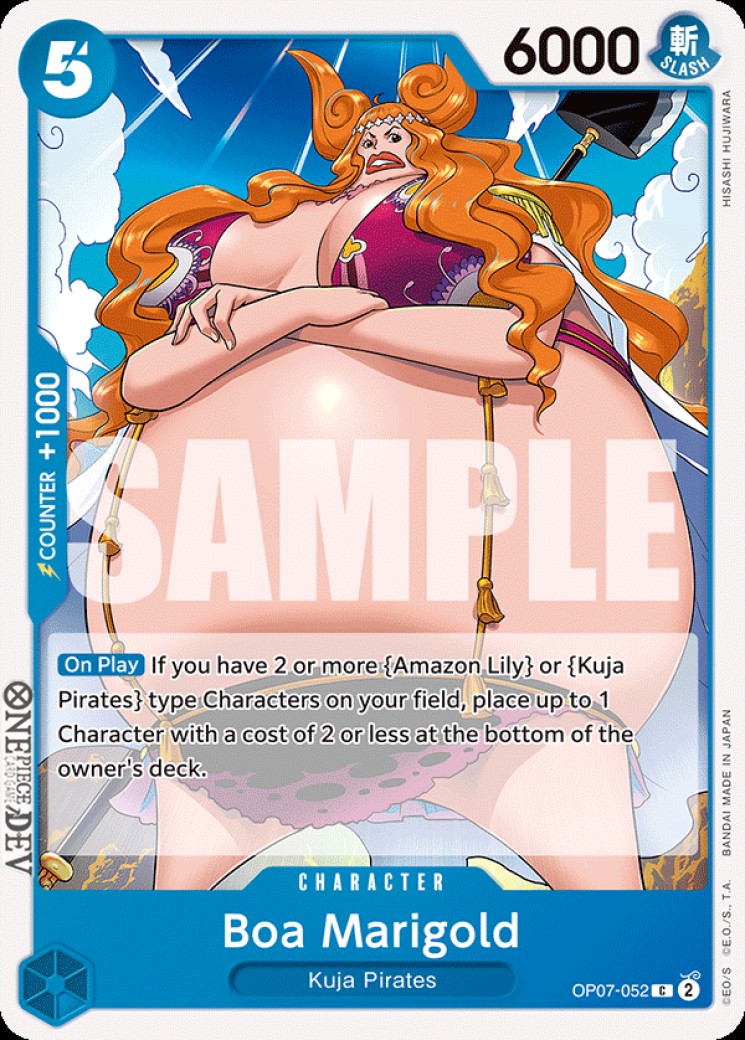 5
6000
斬
SLASH
HISASHI HUJIWARA
COUNTER +1000
SAMPLE
On Play If you have 2 or more {Amazon Lily} or {Kuja
Pirates} type Characters on your field, place up to 1
Character with a cost of 2 or less at the bottom of the
owner's deck.
ONE PIECE CARD GAME /DEV
CHARACTER
Boa Marigold
Kuja Pirates
OP07-052 C 2
©EO/S ©E.O./S., T.A. BANDAI MADE IN JAPAN